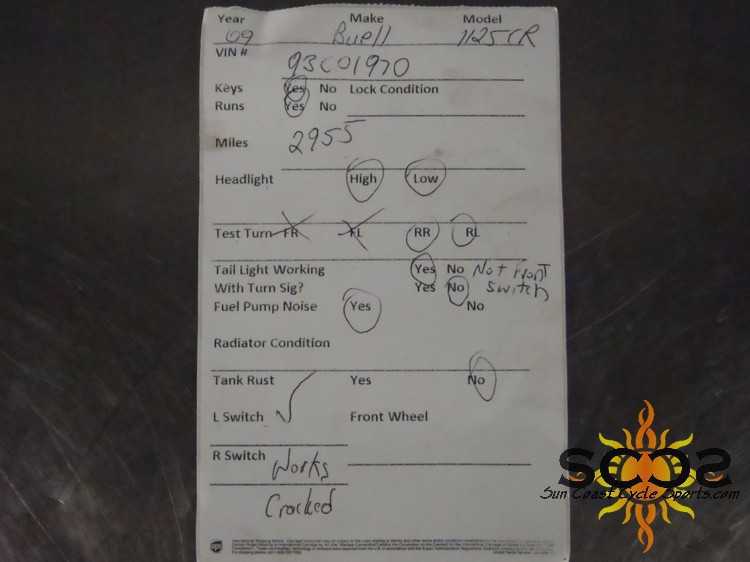 Year Make Model
09 Buell 1125CR
VIN #
93C01970
Keys Yes No Lock Condition
Runs Yes No
Miles 2955
Headlight High Low
Test Turn FR FL RR RL
Tail Light Working Yes No Not Front
With Turn Sig? Yes No Switch
Fuel Pump Noise Yes No
Radiator Condition
Tank Rust Yes No
L Switch ✓ Front Wheel
R Switch Works
Cracked
ups
SCCS
Sun Coast Cycle Sports.com